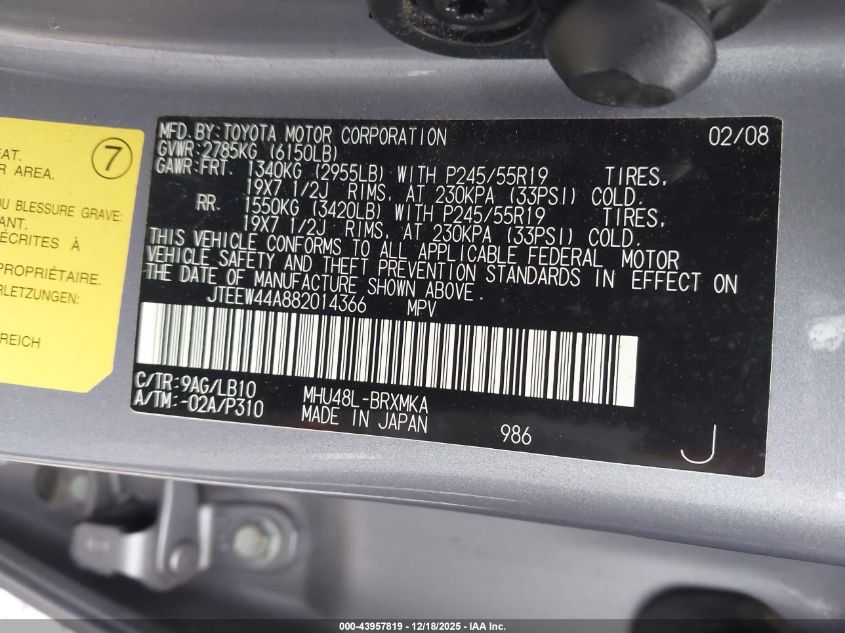 EAT.
R AREA.
7
OU BLESSURE GRAVE:
ANT.
DÉCRITES À
PROPRIÉTAIRE.
RLETZUNGEN.
REICH
MFD.BY:TOYOTA MOTOR CORPORATION 02/08
GVWR:2785KG (6150LB)
GAWR:FRT. 1340KG (2955LB) WITH P245/55R19 TIRES,
19X7 1/2J RIMS, AT 230KPA (33PSI) COLD.
RR. 1550KG (3420LB) WITH P245/55R19 TIRES,
19X7 1/2J RIMS, AT 230KPA (33PSI) COLD.
THIS VEHICLE CONFORMS TO ALL APPLICABLE FEDERAL MOTOR
VEHICLE SAFETY AND THEFT PREVENTION STANDARDS IN EFFECT ON
THE DATE OF MANUFACTURE SHOWN ABOVE.
JTEEW44A882014366 MPV
C/TR:9AG/LB10 MHU48L-BRXMKA
A/TM:-02A/P310 MADE IN JAPAN
986
J
000-43957819 - 12/18/2025 - IAA Inc.